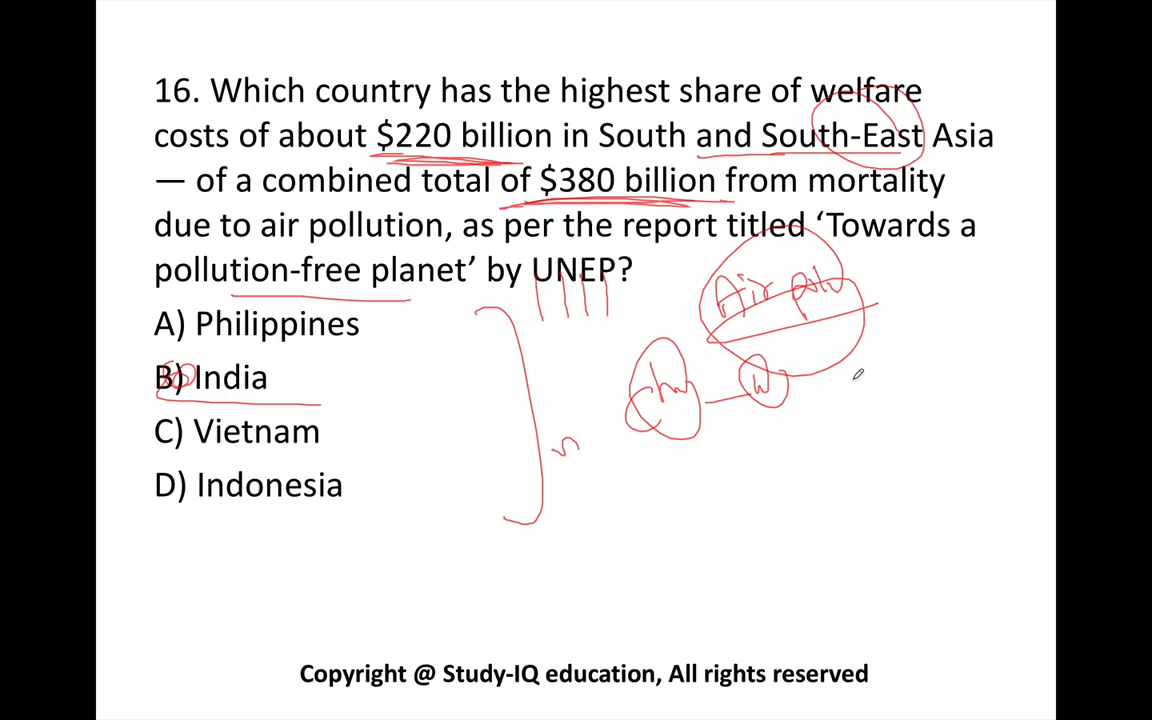 16. Which country has the highest share of welfare
costs of about $220 billion in South and South-East Asia
— of a combined total of $380 billion from mortality
due to air pollution, as per the report titled ‘Towards a
pollution-free planet’ by UNEP?
Air
A) Philippines
B) India
C) Vietnam
D) Indonesia
Copyright @ Study-IQ education, All rights reserved